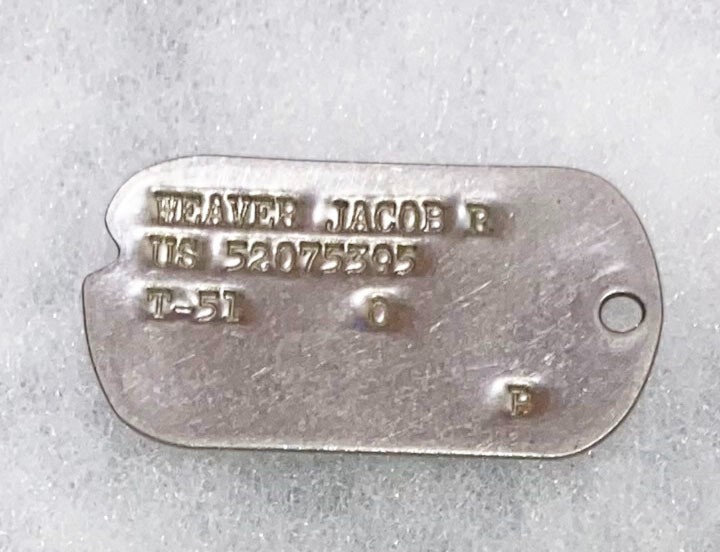 WEAVER JACOB R
US 52075395
T-51 O
P